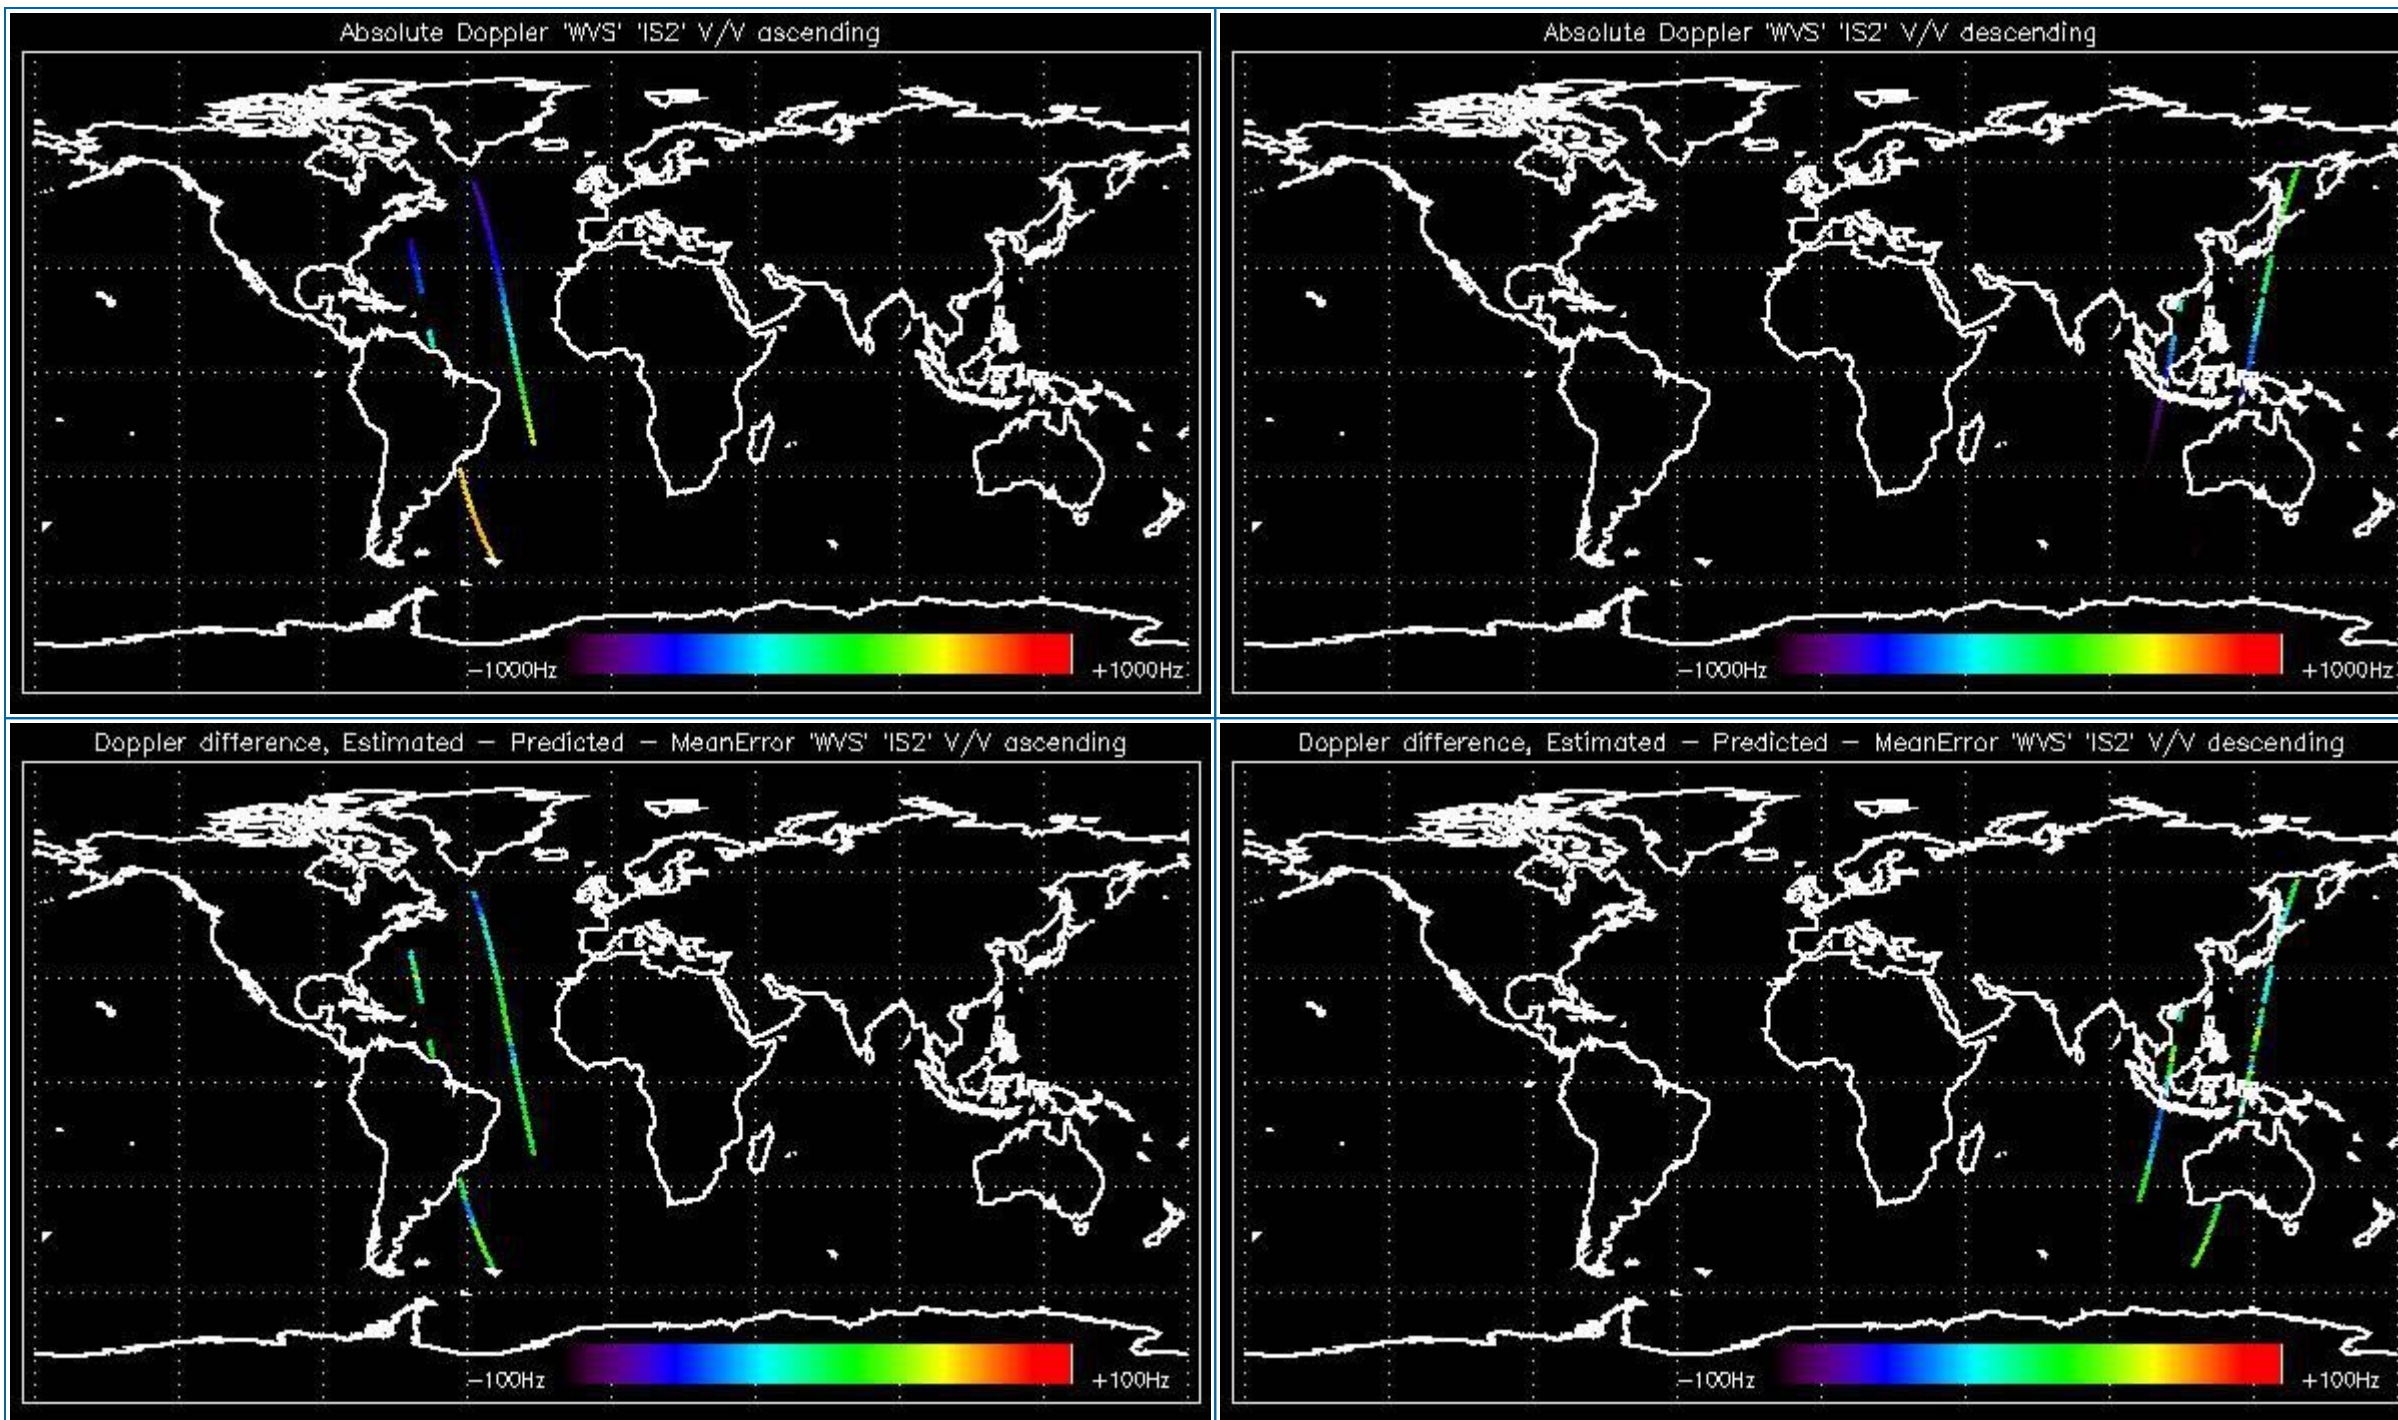 Absolute Doppler 'WVS' 'IS2' V/V ascending
-1000Hz
+1000Hz
Absolute Doppler 'WVS' 'IS2' V/V descending
-1000Hz
+1000Hz
Doppler difference, Estimated - Predicted - MeanError 'WVS' 'IS2' V/V ascending
-100Hz
+100Hz
Doppler difference, Estimated - Predicted - MeanError 'WVS' 'IS2' V/V descending
-100Hz
+100Hz